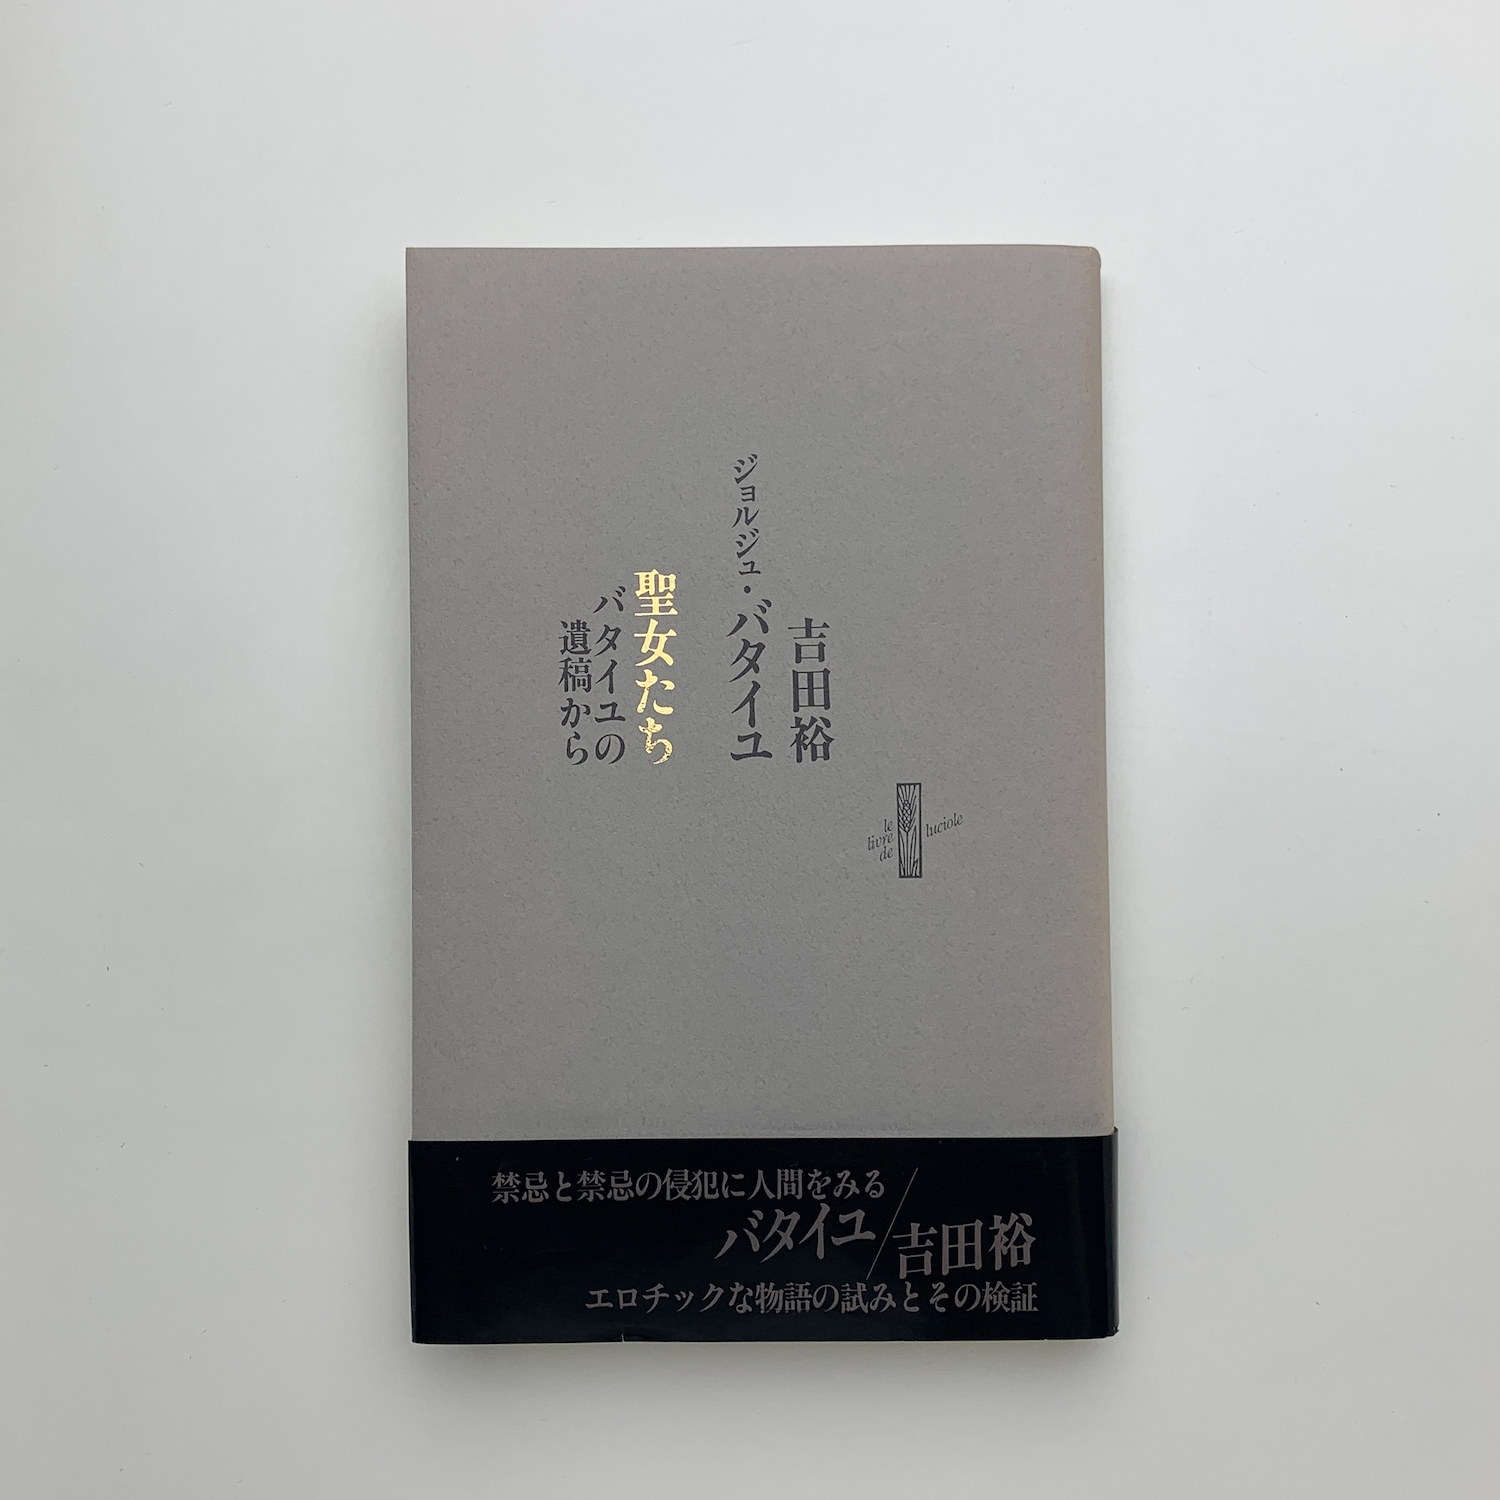 吉田裕
ジョルジュ・バタイユ
聖女たち
バタイユの
遺稿から
le
livre
de
luciole
禁忌と禁忌の侵犯に人間をみる
バタイユ/吉田裕
エロチックな物語の試みとその検証